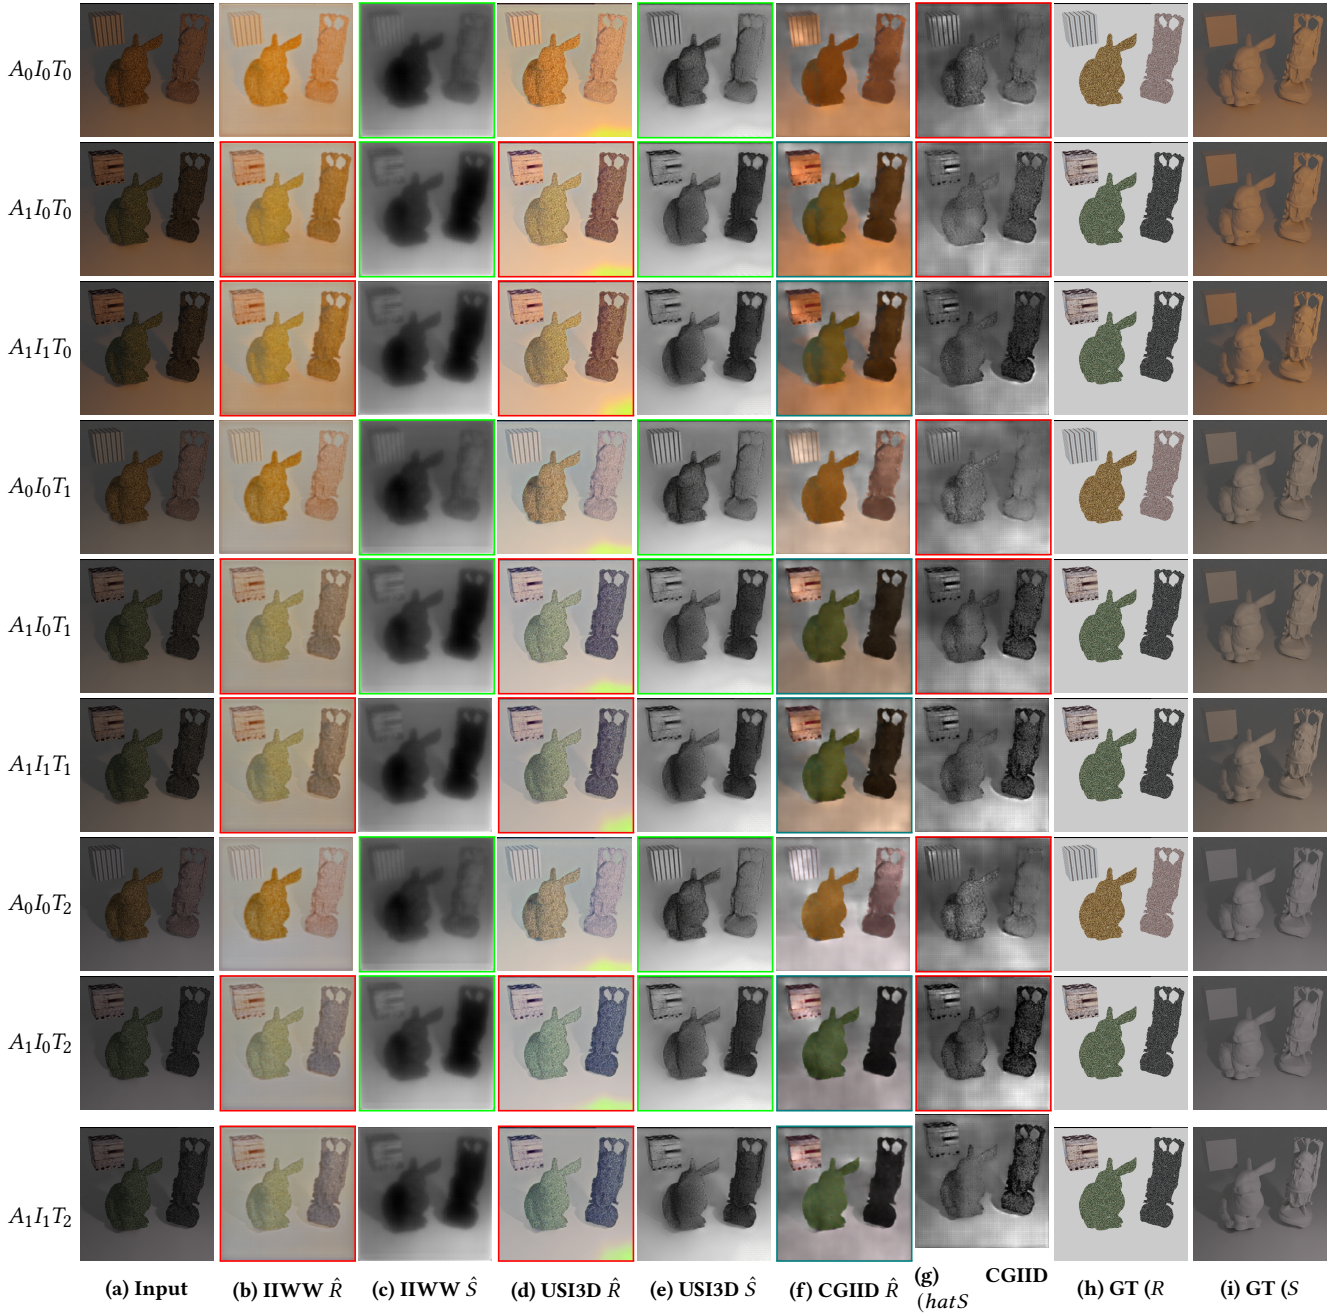 A₀I₀T₀
A₁I₀T₀
A₁I₁T₀
A₀I₀T₁
A₁I₀T₁
A₁I₁T₁
A₀I₀T₂
A₁I₀T₂
A₁I₁T₂
(a) Input
(b) IIWW R̂
(c) IIWW Ŝ
(d) USI3D R̂
(e) USI3D Ŝ
(f) CGIID R̂
(g) CGIID
(hatS
(h) GT (R
(i) GT (S